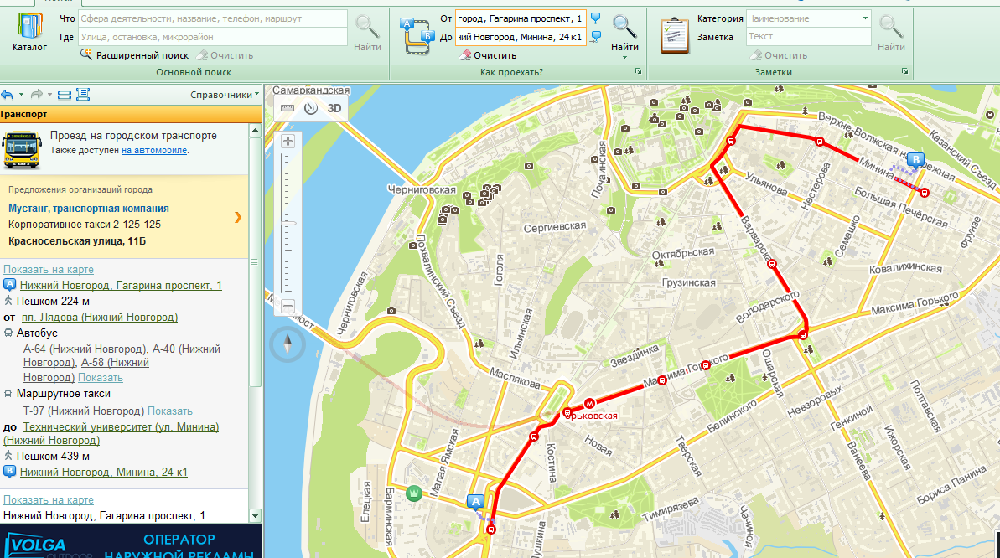 Что
Сфера деятельности, название, телефон, маршрут
Где
Улица, остановка, микрорайон
Каталог
Найти
Расширенный поиск
Очистить
Основной поиск
От
город, Гагарина проспект, 1
До
ий Новгород, Минина, 24 к1
Найти
Очистить
Как проехать?
Категория
Наименование
Заметка
Текст
Найти
Очистить
Заметки
Справочники
Транспорт
Проезд на городском транспорте
Также доступен на автомобиле.
Предложения организаций города
Мустанг, транспортная компания
Корпоративное такси 2-125-125
Красносельская улица, 11Б
Показать на карте
A Нижний Новгород, Гагарина проспект, 1
Пешком 224 м
от пл. Лядова (Нижний Новгород)
Автобус
А-64 (Нижний Новгород), А-40 (Нижний
Новгород), А-58 (Нижний
Новгород) Показать
Маршрутное такси
Т-97 (Нижний Новгород) Показать
до Технический университет (ул. Минина)
(Нижний Новгород)
Пешком 439 м
B Нижний Новгород, Минина, 24 к1
Показать на карте
Нижний Новгород, Гагарина проспект, 1
VOLGA
OUTDOOR
ОПЕРАТОР
НАРУЖНОЙ РЕКЛАМЫ
Самаркандская
3D
Верхне-Волжская набережная
Казанский Съезд
Минина
B
Почаинская
Ульянова
Нестерова
Большая Печёрская
Черниговская
Сергиевская
Варварская
Семашко
Фрунзе
Похвалинский Съезд
Гоголя
Октябрьская
Грузинская
Ковалихинская
Черниговская
Володарского
Максима Горького
мост
Ильинская
Звездинка
Максима Горького
Ошарская
Маслякова
М
Горьковская
Белинского
Невзоровых
Генкиной
Полтавская
Ижорская
Малая Ямская
Костина
Новая
Тверская
Ванеева
Бориса Панина
Елецкая
Барминская
A
Тимирязева
Чачиной
Пушкина